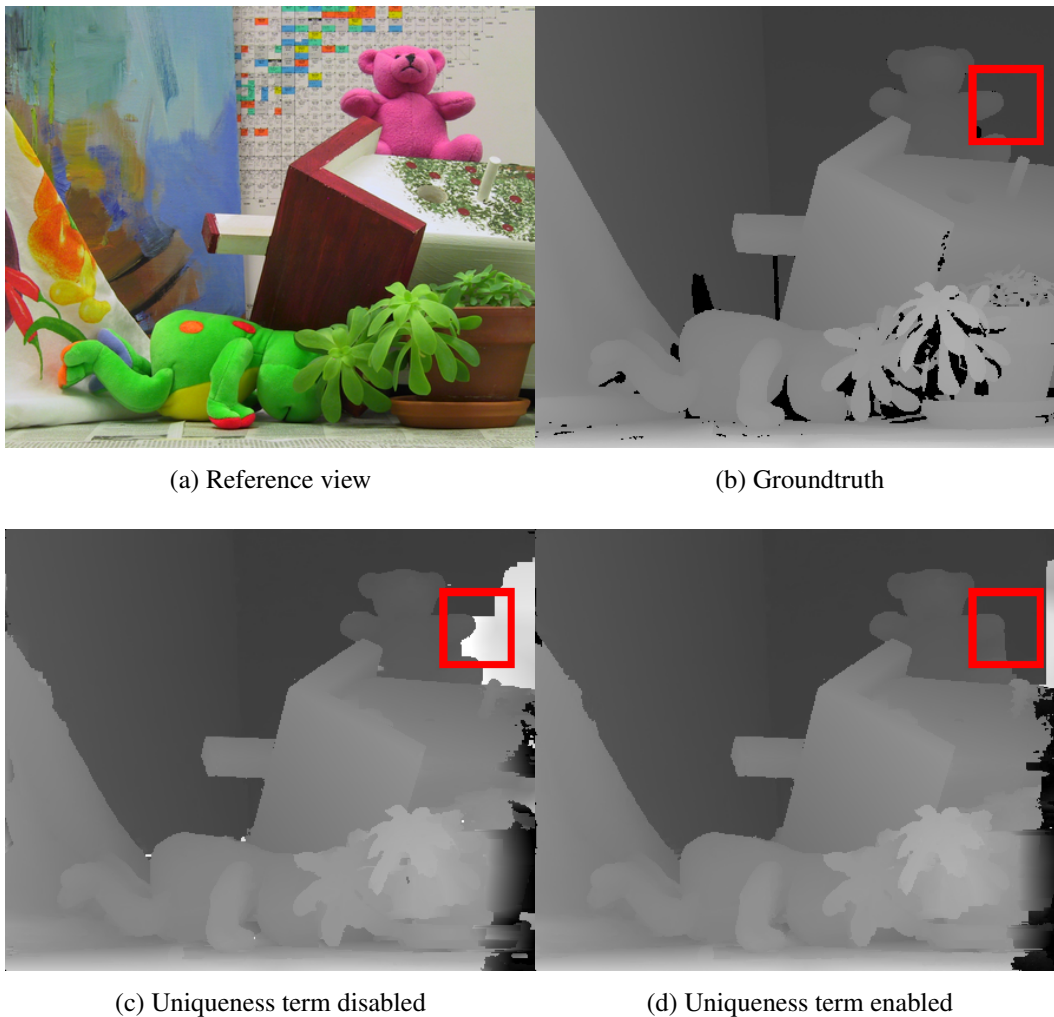 (a) Reference view
(b) Groundtruth
(c) Uniqueness term disabled
(d) Uniqueness term enabled